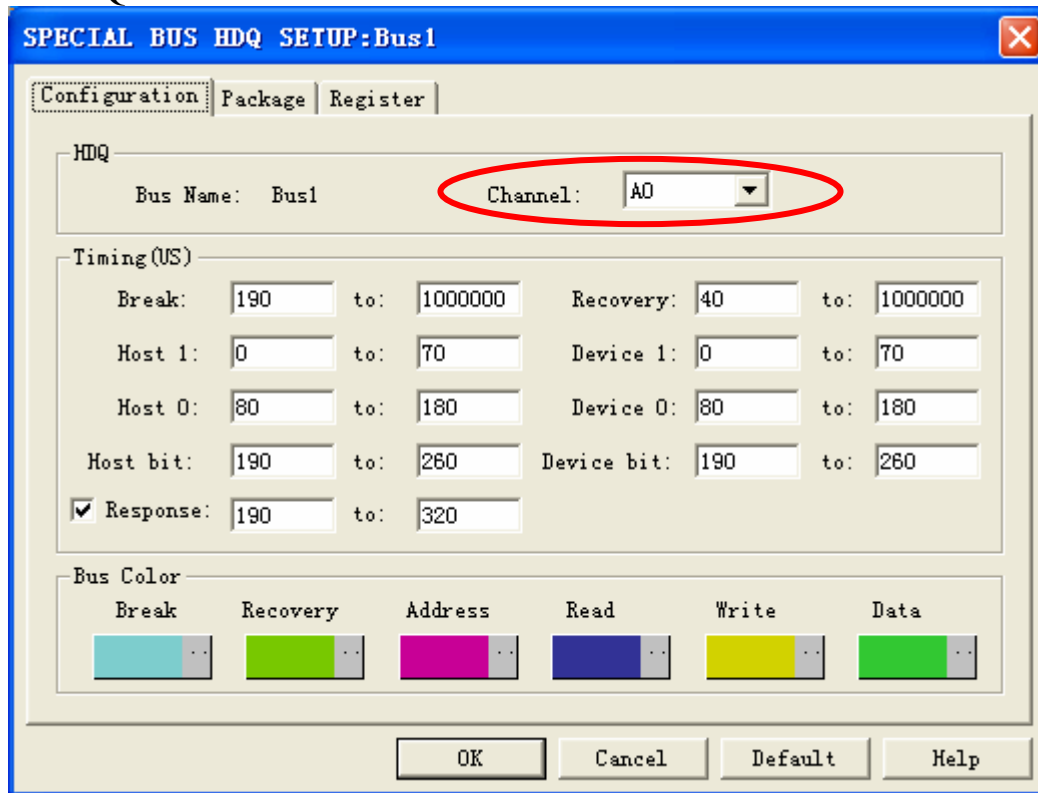 SPECIAL BUS HDQ SETUP:Bus1
Configuration Package Register
HDQ
Bus Name: Bus1 Channel: A0
Timing(US)
Break: 190 to: 1000000 Recovery: 40 to: 1000000
Host 1: 0 to: 70 Device 1: 0 to: 70
Host 0: 80 to: 180 Device 0: 80 to: 180
Host bit: 190 to: 260 Device bit: 190 to: 260
Response: 190 to: 320
Bus Color
Break Recovery Address Read Write Data
.. .. .. .. .. ..
OK Cancel Default Help